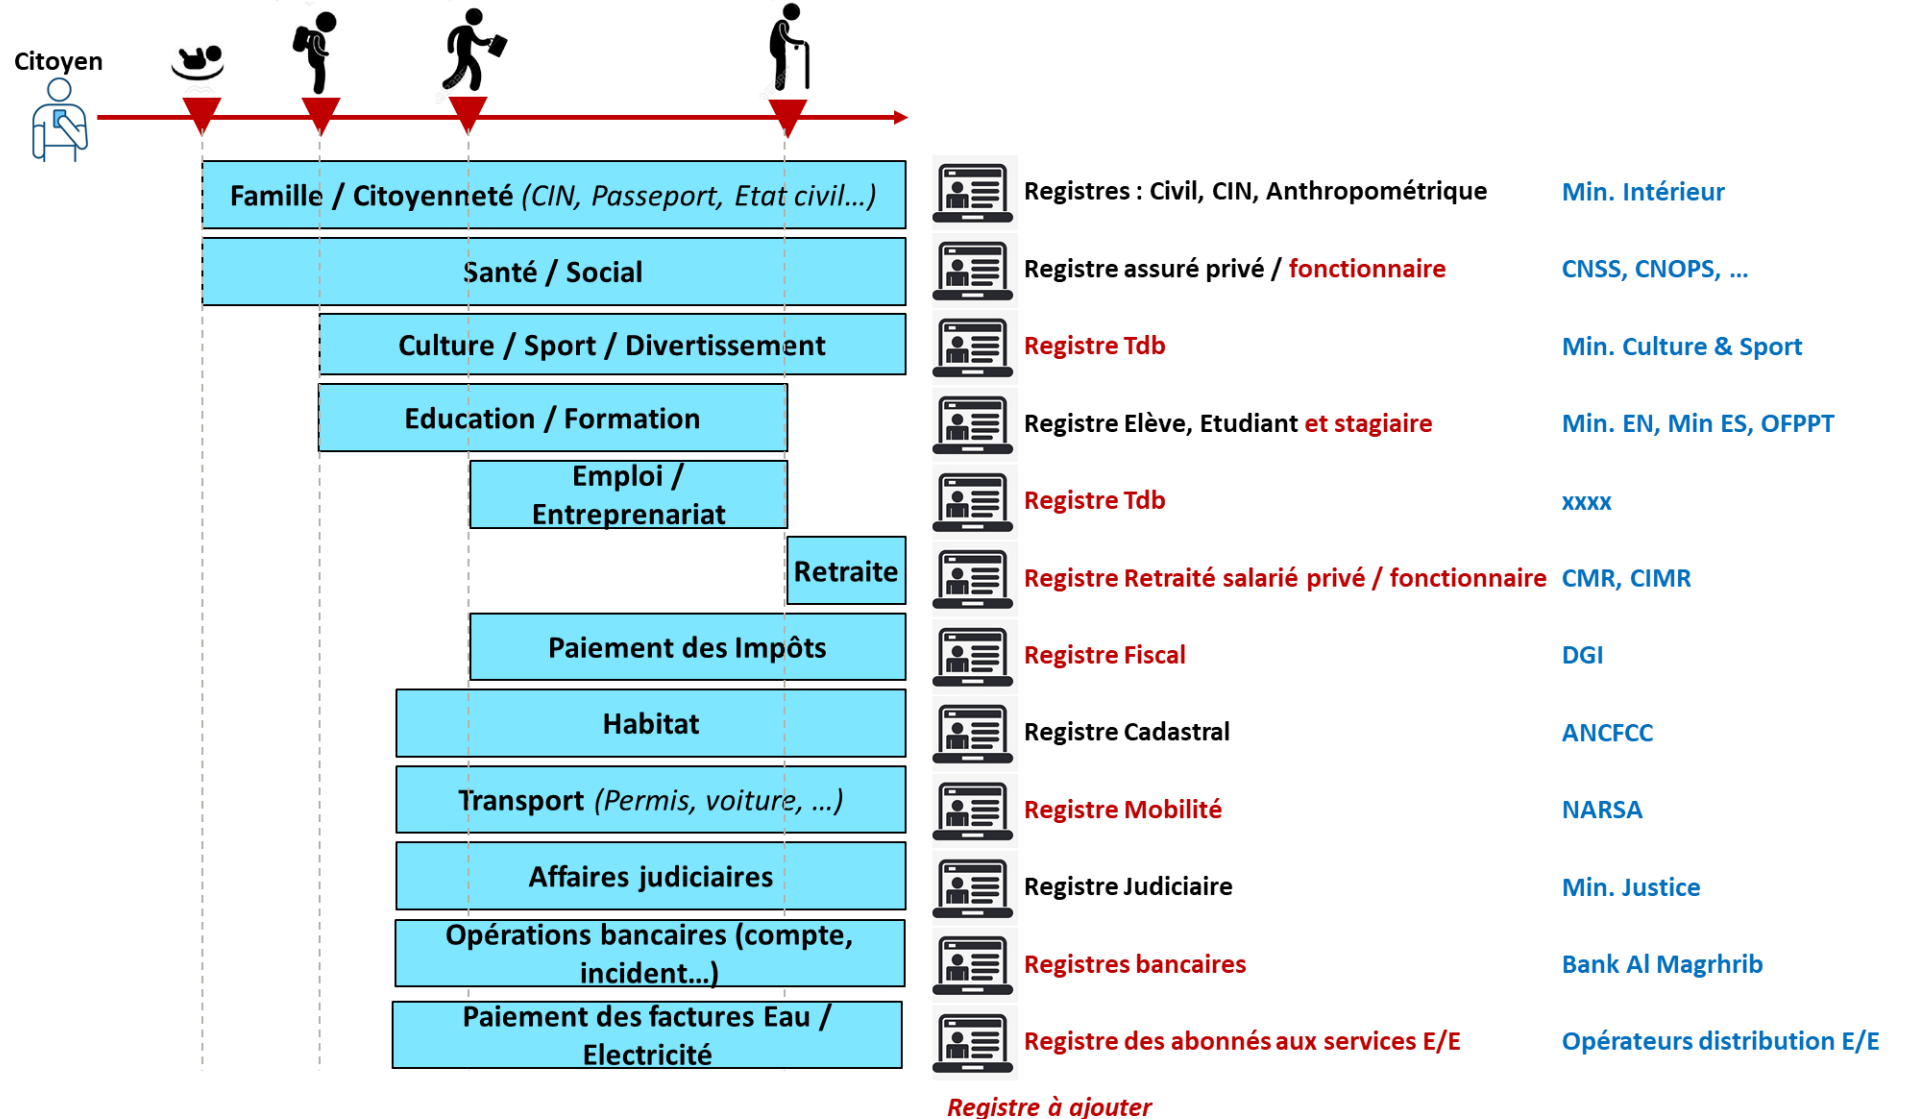 Citoyen
Famille / Citoyenneté (CIN, Passeport, Etat civil…)
Registres : Civil, CIN, Anthropométrique
Min. Intérieur
Santé / Social
Registre assuré privé / fonctionnaire
CNSS, CNOPS, …
Culture / Sport / Divertissement
Registre Tdb
Min. Culture & Sport
Education / Formation
Registre Elève, Etudiant et stagiaire
Min. EN, Min ES, OFPPT
Emploi /
Entreprenariat
Registre Tdb
xxxx
Retraite
Registre Retraité salarié privé / fonctionnaire
CMR, CIMR
Paiement des Impôts
Registre Fiscal
DGI
Habitat
Registre Cadastral
ANCFCC
Transport (Permis, voiture, …)
Registre Mobilité
NARSA
Affaires judiciaires
Registre Judiciaire
Min. Justice
Opérations bancaires (compte,
incident…)
Registres bancaires
Bank Al Magrhrib
Paiement des factures Eau /
Electricité
Registre des abonnés aux services E/E
Opérateurs distribution E/E
Registre à ajouter